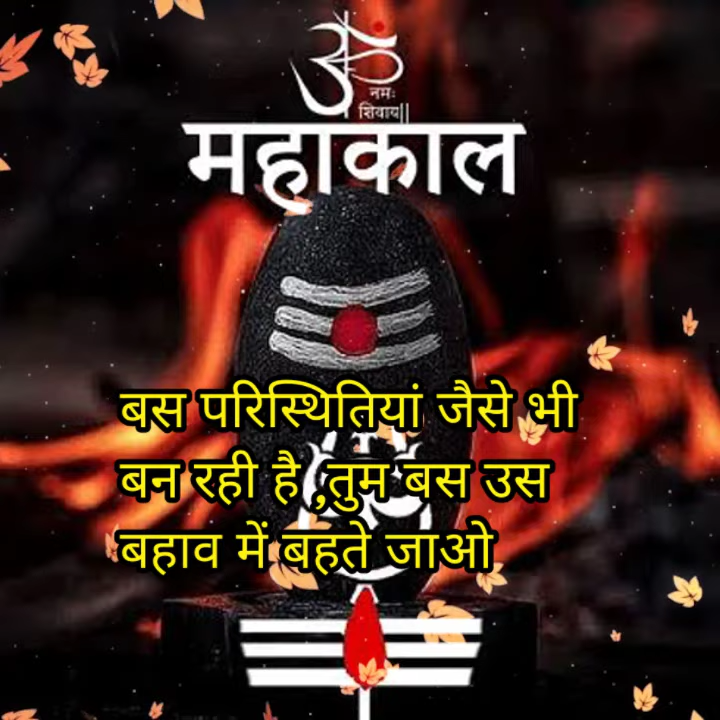 ॐ
नमः
शिवाय||
महाकाल
बस परिस्थितियां जैसे भी
बन रही है ,तुम बस उस
बहाव में बहते जाओ